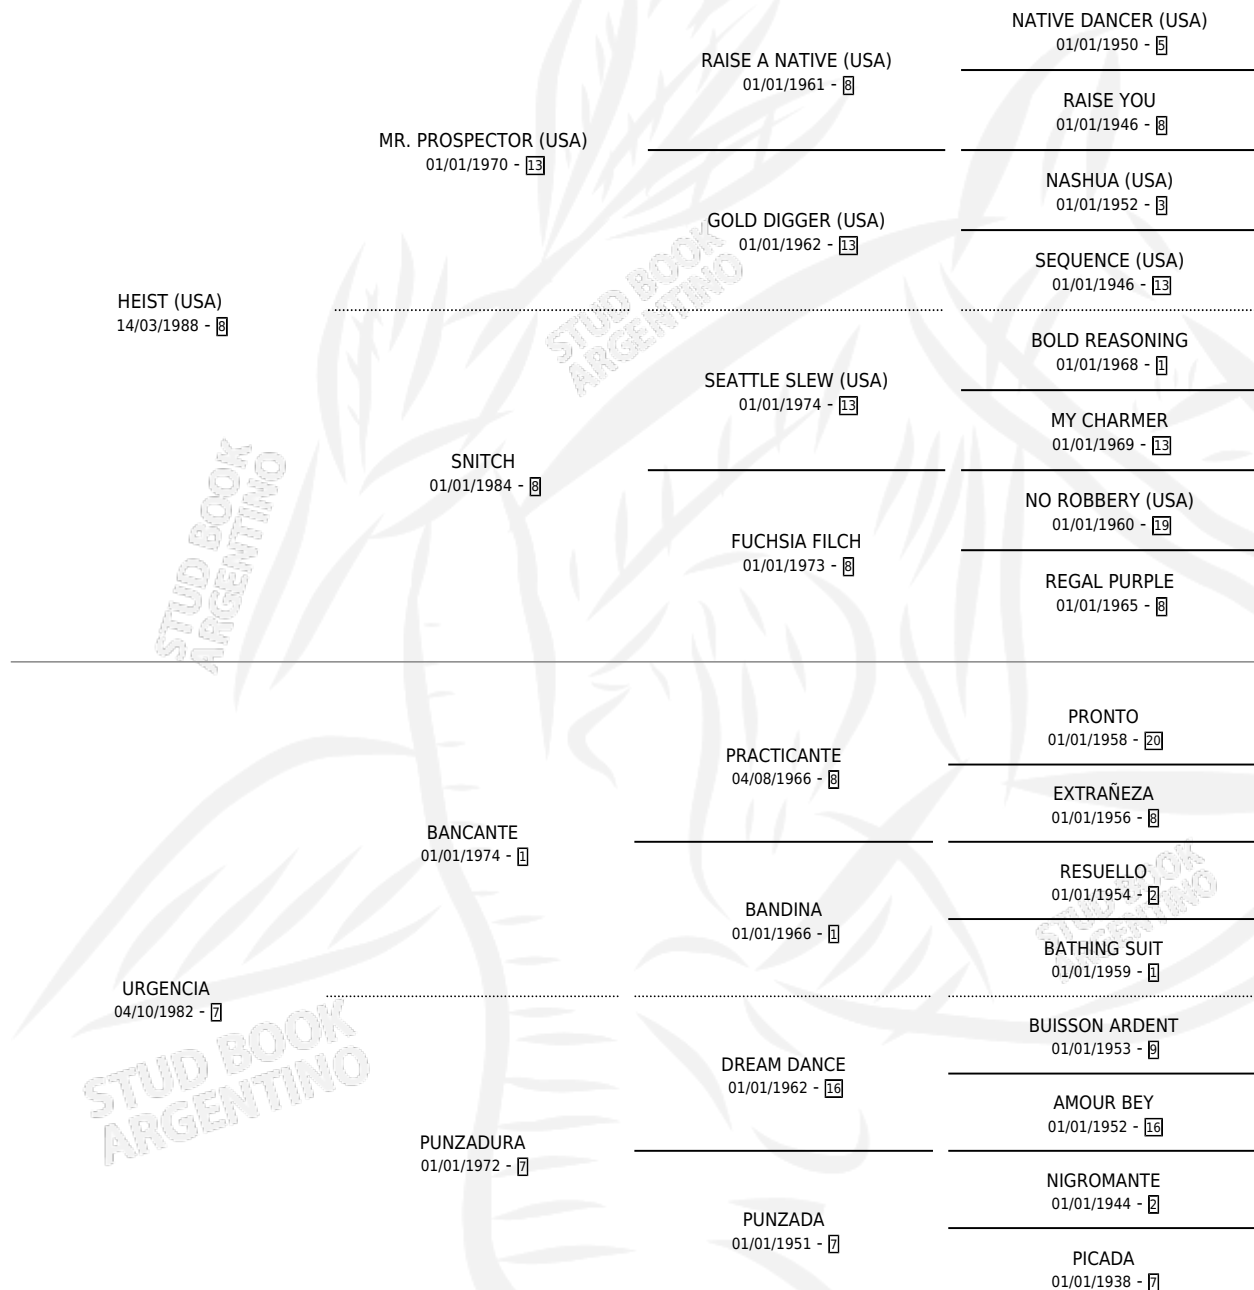 NATIVE DANCER (USA)
01/01/1950 - 5
RAISE A NATIVE (USA)
01/01/1961 - 8
RAISE YOU
01/01/1946 - 8
MR. PROSPECTOR (USA)
01/01/1970 - 13
NASHUA (USA)
01/01/1952 - 3
GOLD DIGGER (USA)
01/01/1962 - 13
SEQUENCE (USA)
01/01/1946 - 13
HEIST (USA)
14/03/1988 - 8
BOLD REASONING
01/01/1968 - 1
SEATTLE SLEW (USA)
01/01/1974 - 13
MY CHARMER
01/01/1969 - 13
SNITCH
01/01/1984 - 8
NO ROBBERY (USA)
01/01/1960 - 19
FUCHSIA FILCH
01/01/1973 - 8
REGAL PURPLE
01/01/1965 - 8
PRONTO
01/01/1958 - 20
PRACTICANTE
04/08/1966 - 8
EXTRAÑEZA
01/01/1956 - 8
BANCANTE
01/01/1974 - 1
RESUELLO
01/01/1954 - 2
BANDINA
01/01/1966 - 1
BATHING SUIT
01/01/1959 - 1
URGENCIA
04/10/1982 - 7
BUISSON ARDENT
01/01/1953 - 9
DREAM DANCE
01/01/1962 - 16
AMOUR BEY
01/01/1952 - 16
PUNZADURA
01/01/1972 - 7
NIGROMANTE
01/01/1944 - 2
PUNZADA
01/01/1951 - 7
PICADA
01/01/1938 - 7
STUD BOOK
ARGENTINO
STUD BOOK
ARGENTINO
STUD BOOK
ARGENTINO
STUD BOOK
ARGENTINO